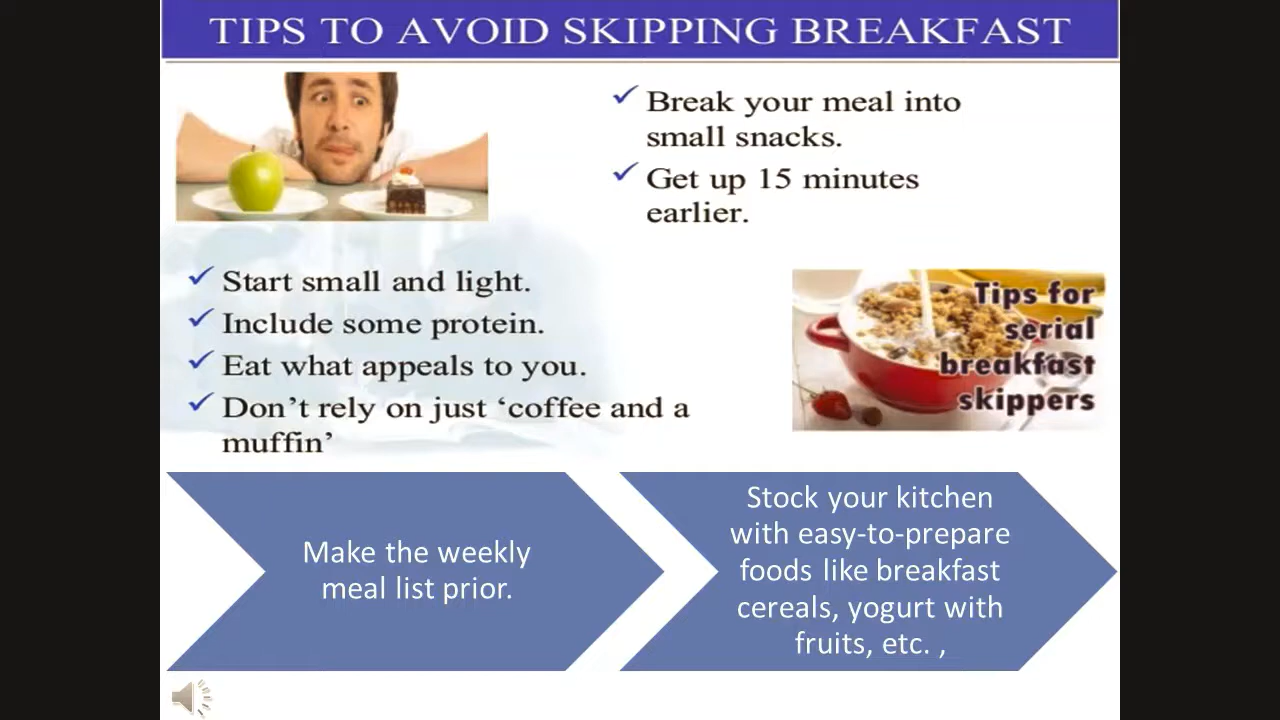 TIPS TO AVOID SKIPPING BREAKFAST
✓ Break your meal into
small snacks.
✓ Get up 15 minutes
earlier.
✓ Start small and light.
✓ Include some protein.
✓ Eat what appeals to you.
✓ Don’t rely on just ‘coffee and a
muffin’
Tips for
serial
breakfast
skippers
Make the weekly
meal list prior.
Stock your kitchen
with easy-to-prepare
foods like breakfast
cereals, yogurt with
fruits, etc. ,